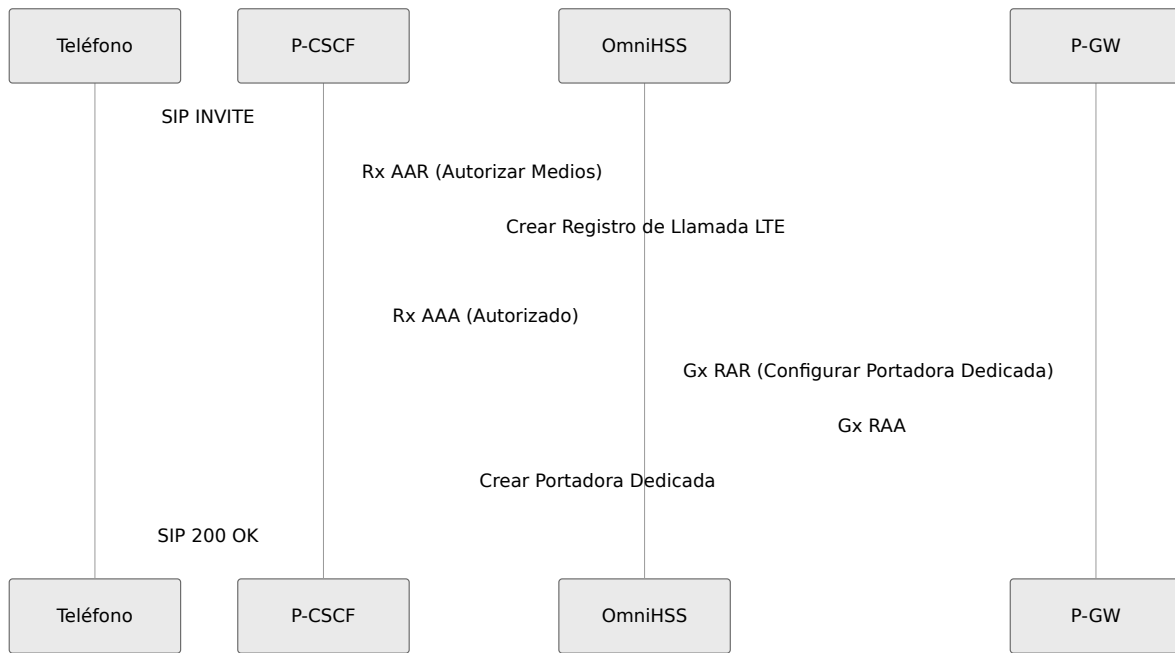 Teléfono
P-CSCF
OmniHSS
P-GW
SIP INVITE
Rx AAR (Autorizar Medios)
Crear Registro de Llamada LTE
Rx AAA (Autorizado)
Gx RAR (Configurar Portadora Dedicada)
Gx RAA
Crear Portadora Dedicada
SIP 200 OK
Teléfono
P-CSCF
OmniHSS
P-GW